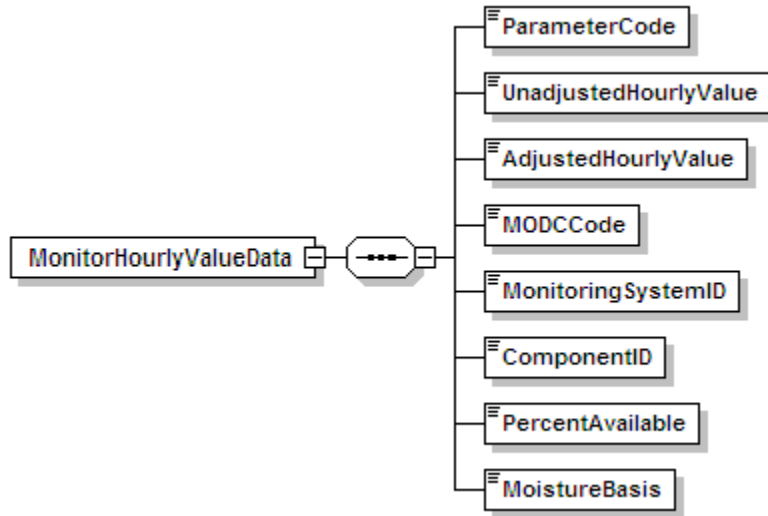 ParameterCode
UnadjustedHourlyValue
AdjustedHourlyValue
MODCCode
MonitorHourlyValueData
MonitoringSystemID
ComponentID
PercentAvailable
MoistureBasis